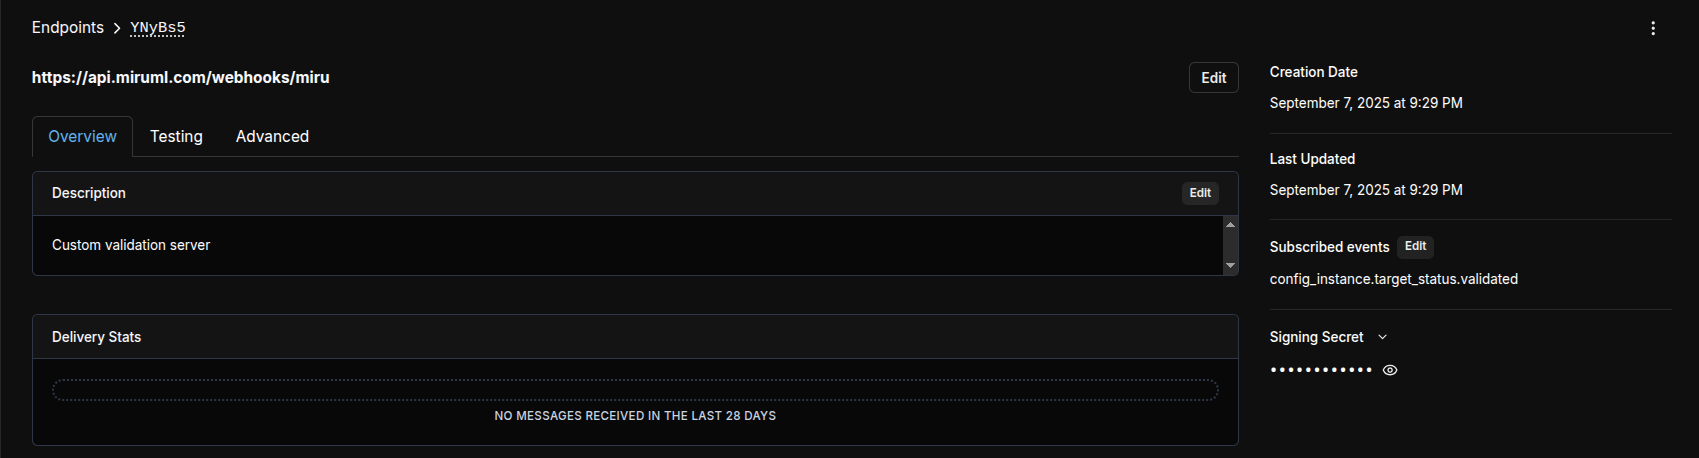 Endpoints > YNyBs5
https://api.miruml.com/webhooks/miru
Edit
Overview Testing Advanced
Description
Edit
Custom validation server
Delivery Stats
NO MESSAGES RECEIVED IN THE LAST 28 DAYS
Creation Date
September 7, 2025 at 9:29 PM
Last Updated
September 7, 2025 at 9:29 PM
Subscribed events Edit
config_instance.target_status.validated
Signing Secret
••••••••••••